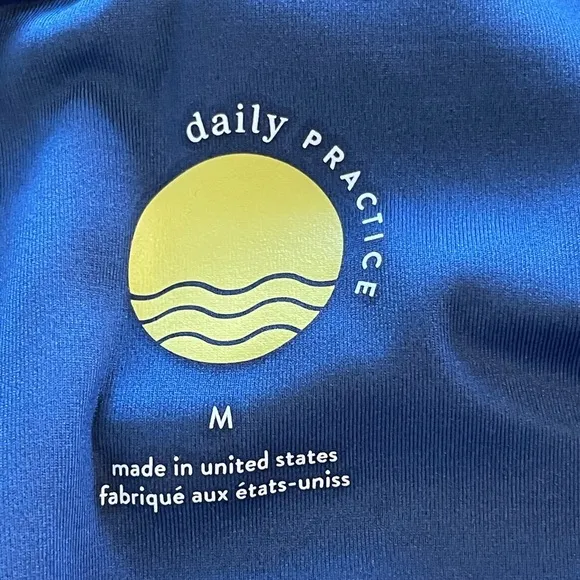 daily PRACTICE
M
made in united states
fabriqué aux états-uniss